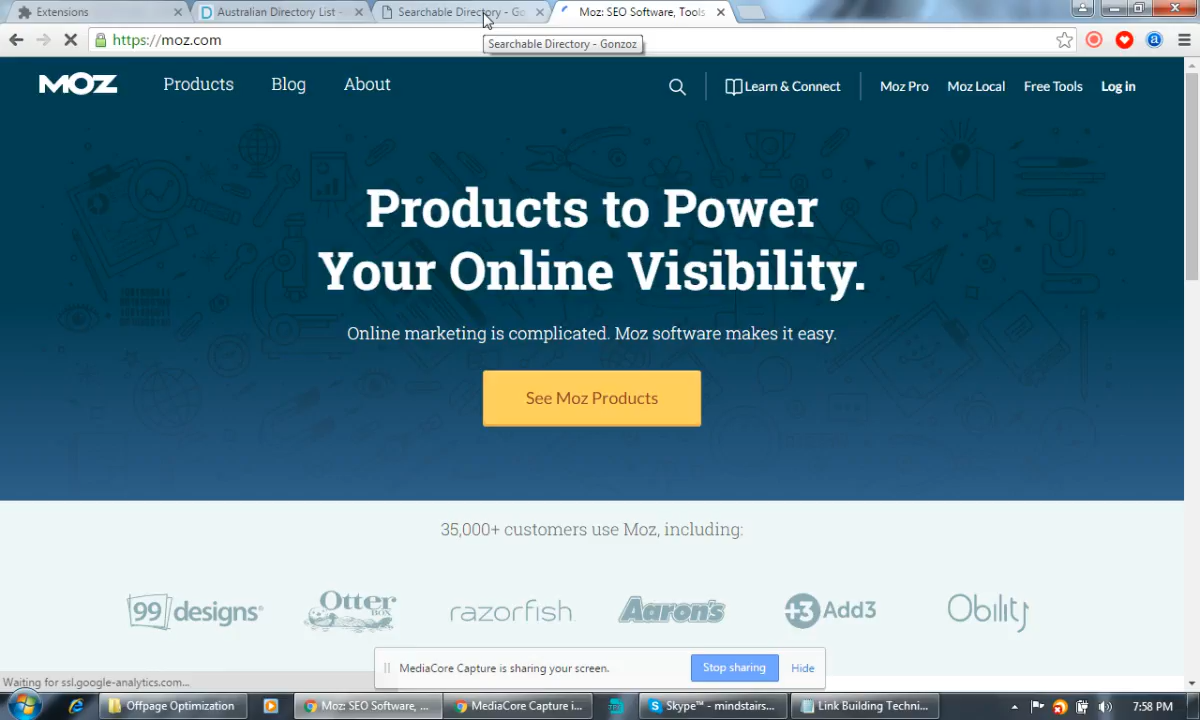 Extensions
Australian Directory List -
Searchable Directory - Go
Moz: SEO Software, Tools
https://moz.com
Searchable Directory - Gonzoz
MOZ
Products
Blog
About
Learn & Connect
Moz Pro
Moz Local
Free Tools
Log in
Products to Power
Your Online Visibility.
Online marketing is complicated. Moz software makes it easy.
See Moz Products
35,000+ customers use Moz, including:
99designs
Otter
BOX
razorfish
Aaron's
+3 Add3
Obility
MediaCore Capture is sharing your screen.
Stop sharing
Hide
Waiting for ssl.google-analytics.com...
Offpage Optimization
Moz: SEO Software, ...
MediaCore Capture i...
Skype™ - mindstairs...
Link Building Techni...
7:58 PM